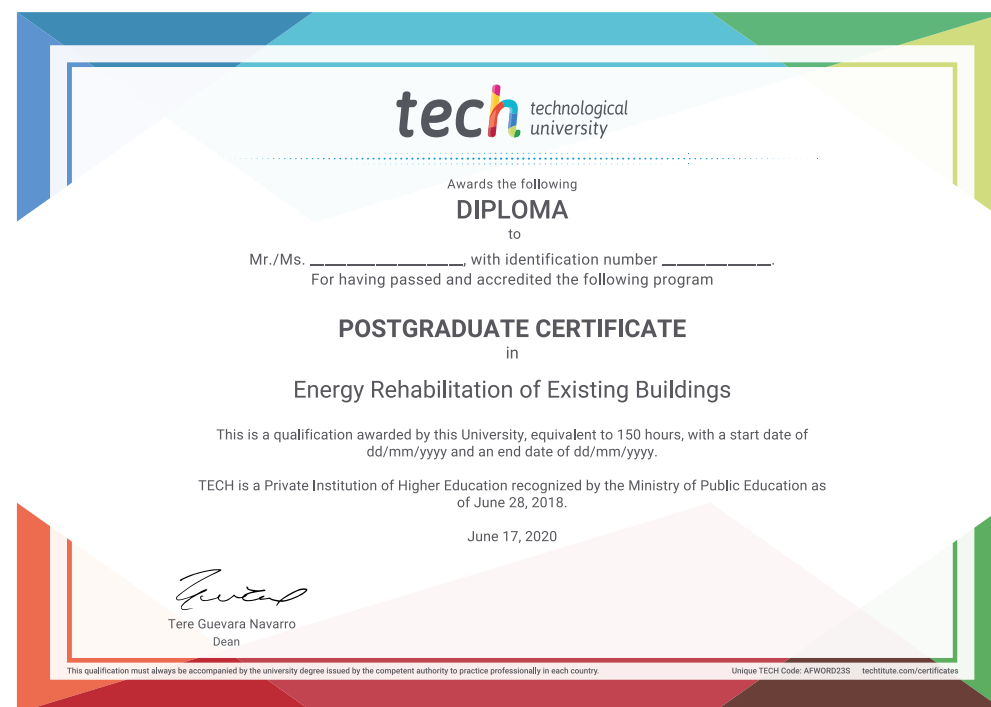 tech technological
university
Awards the following
DIPLOMA
to
Mr./Ms. ____________________, with identification number ______________.
For having passed and accredited the following program
POSTGRADUATE CERTIFICATE
in
Energy Rehabilitation of Existing Buildings
This is a qualification awarded by this University, equivalent to 150 hours, with a start date of
dd/mm/yyyy and an end date of dd/mm/yyyy.
TECH is a Private Institution of Higher Education recognized by the Ministry of Public Education as
of June 28, 2018.
June 17, 2020
Tere Guevara Navarro
Dean
This qualification must always be accompanied by the university degree issued by the competent authority to practice professionally in each country.
Unique TECH Code: AFWORD23S techtitute.com/certificates